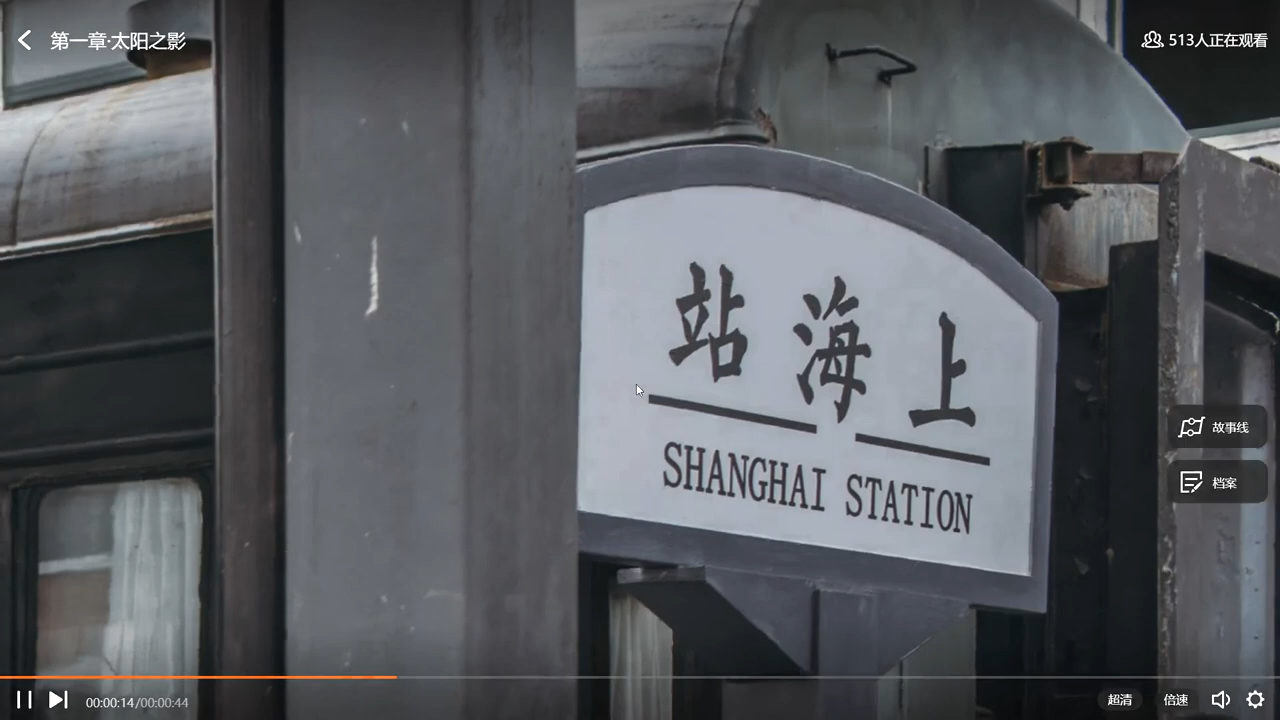 第一章·太阳之影
513人正在观看
站海上
SHANGHAI STATION
故事线
档案
00:00:14/00:00:44
超清
倍速